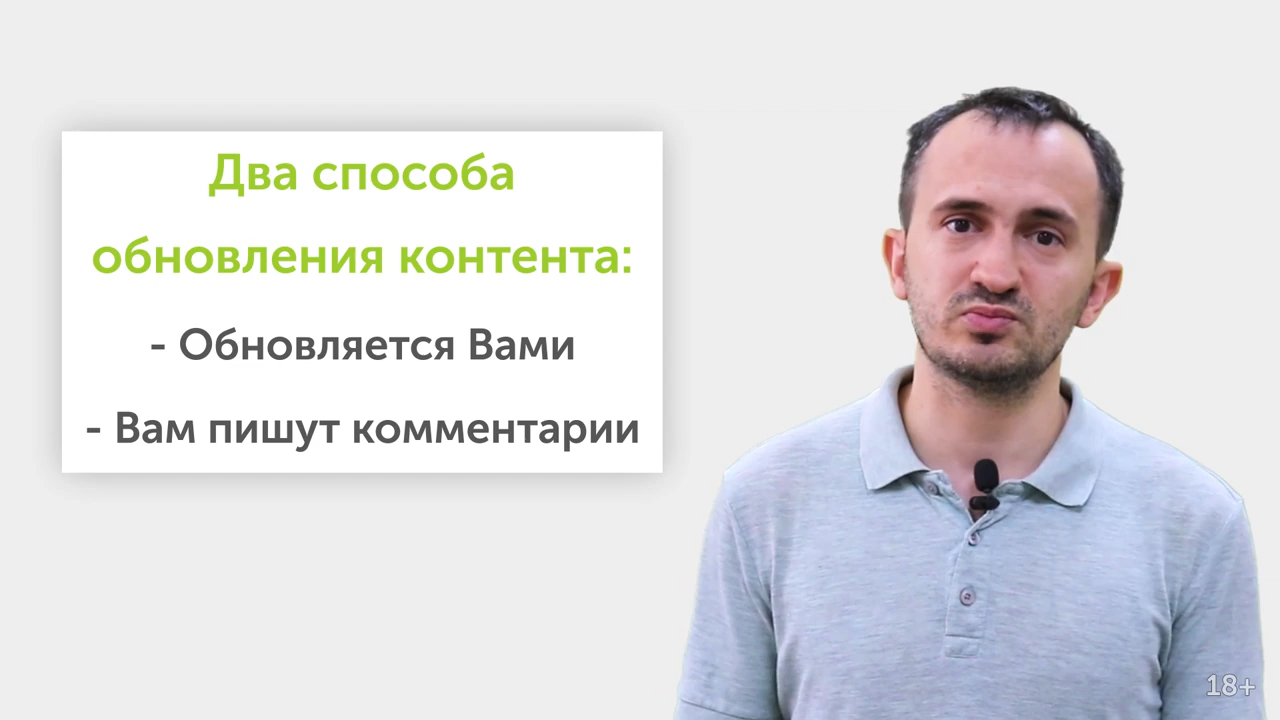 Два способа
обновления контента:
- Обновляется Вами
- Вам пишут комментарии
18+